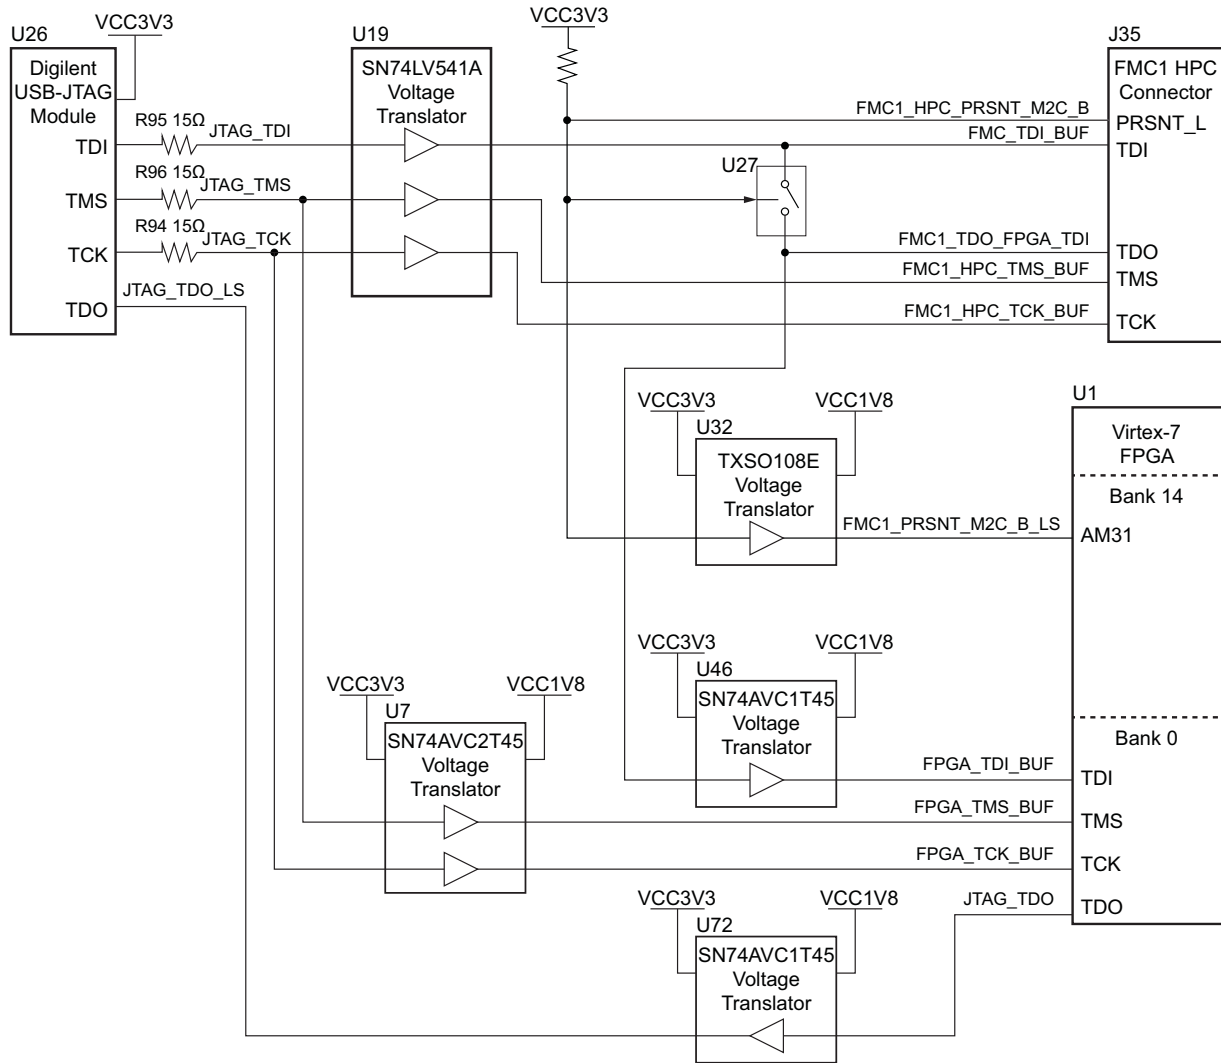 U26
VCC3V3
Digilent
USB-JTAG
Module
TDI
TMS
TCK
TDO
R95 15Ω
JTAG_TDI
R96 15Ω
JTAG_TMS
R94 15Ω
JTAG_TCK
JTAG_TDO_LS
U19
SN74LV541A
Voltage
Translator
VCC3V3
U27
J35
FMC1 HPC
Connector
FMC1_HPC_PRSNT_M2C_B
PRSNT_L
FMC_TDI_BUF
TDI
FMC1_TDO_FPGA_TDI
TDO
FMC1_HPC_TMS_BUF
TMS
FMC1_HPC_TCK_BUF
TCK
VCC3V3
VCC1V8
U32
TXSO108E
Voltage
Translator
FMC1_PRSNT_M2C_B_LS
U1
Virtex-7
FPGA
Bank 14
AM31
VCC3V3
VCC1V8
U46
SN74AVC1T45
Voltage
Translator
VCC3V3
VCC1V8
U7
SN74AVC2T45
Voltage
Translator
Bank 0
FPGA_TDI_BUF
TDI
FPGA_TMS_BUF
TMS
FPGA_TCK_BUF
TCK
JTAG_TDO
TDO
VCC3V3
VCC1V8
U72
SN74AVC1T45
Voltage
Translator